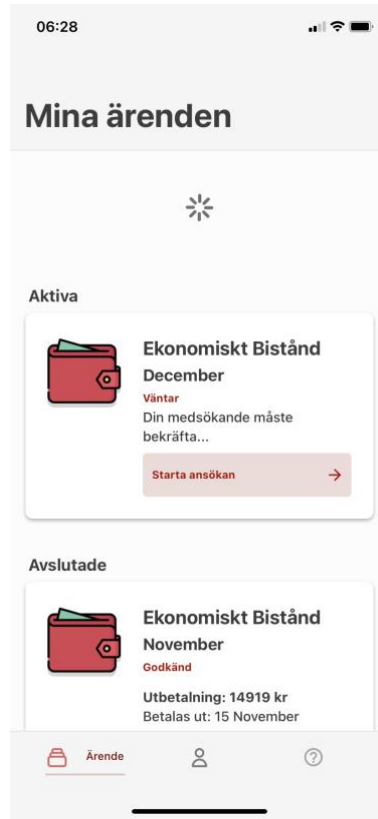 06:28
Mina ärenden
Aktiva
Ekonomiskt Bistånd
December
Väntar
Din medsökande måste
bekräfta...
Starta ansökan
Avslutade
Ekonomiskt Bistånd
November
Godkänd
Utbetalning: 14919 kr
Betalas ut: 15 November
Ärende